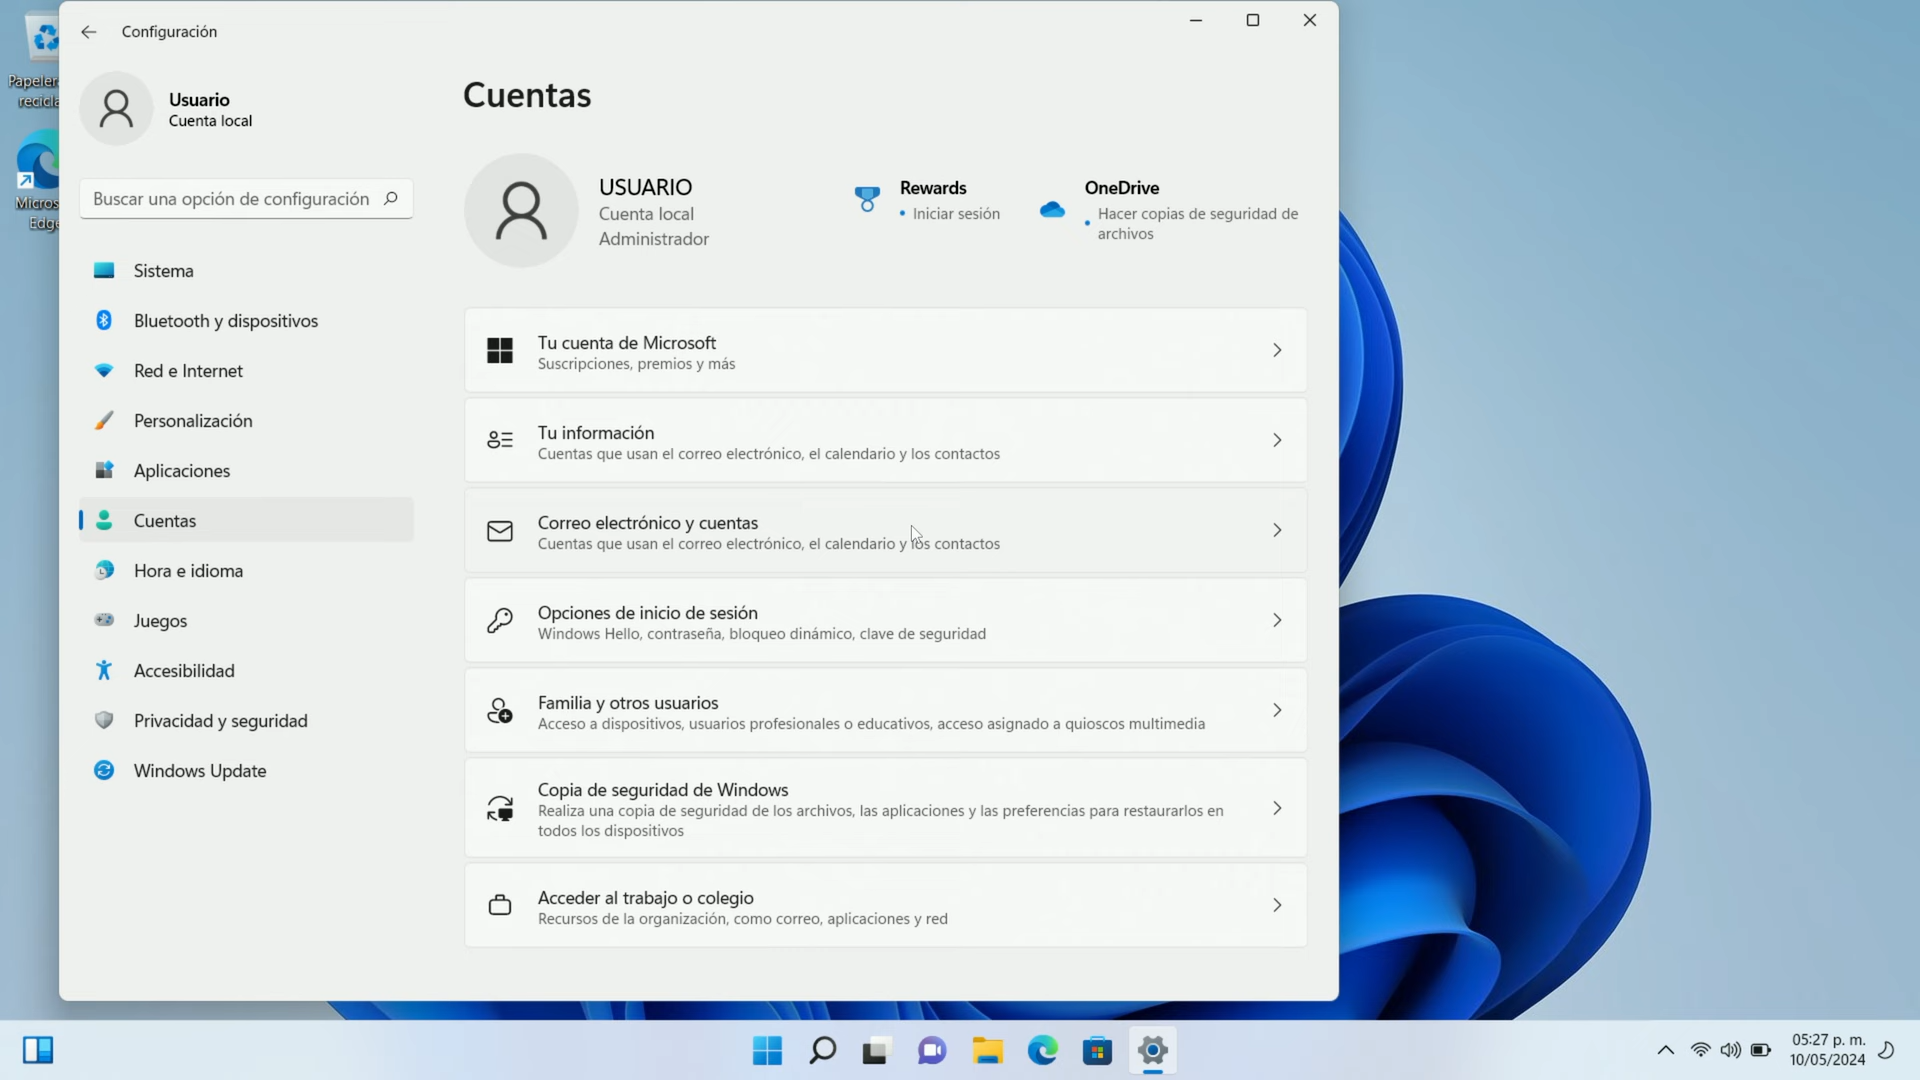 Papeler
recicla
Micros
Edge
Configuración
Usuario
Cuenta local
Buscar una opción de configuración
Sistema
Bluetooth y dispositivos
Red e Internet
Personalización
Aplicaciones
Cuentas
Hora e idioma
Juegos
Accesibilidad
Privacidad y seguridad
Windows Update
Cuentas
USUARIO
Cuenta local
Administrador
Rewards
• Iniciar sesión
OneDrive
• Hacer copias de seguridad de
archivos
Tu cuenta de Microsoft
Suscripciones, premios y más
Tu información
Cuentas que usan el correo electrónico, el calendario y los contactos
Correo electrónico y cuentas
Cuentas que usan el correo electrónico, el calendario y los contactos
Opciones de inicio de sesión
Windows Hello, contraseña, bloqueo dinámico, clave de seguridad
Familia y otros usuarios
Acceso a dispositivos, usuarios profesionales o educativos, acceso asignado a quioscos multimedia
Copia de seguridad de Windows
Realiza una copia de seguridad de los archivos, las aplicaciones y las preferencias para restaurarlos en
todos los dispositivos
Acceder al trabajo o colegio
Recursos de la organización, como correo, aplicaciones y red
05:27 p. m.
10/05/2024